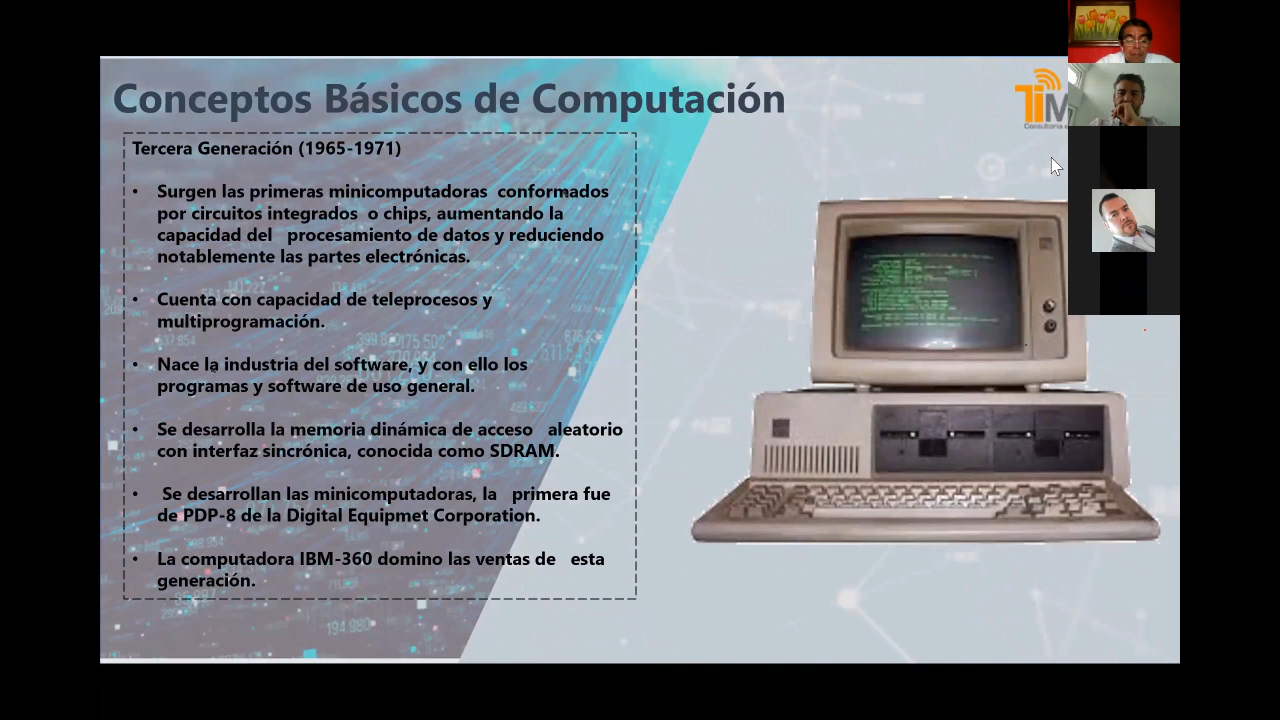 Conceptos Básicos de Computación
TiM
Consultoría
Tercera Generación (1965-1971)
• Surgen las primeras minicomputadoras conformados
por circuitos integrados o chips, aumentando la
capacidad del procesamiento de datos y reduciendo
notablemente las partes electrónicas.
• Cuenta con capacidad de teleprocesos y
multiprogramación.
• Nace la industria del software, y con ello los
programas y software de uso general.
• Se desarrolla la memoria dinámica de acceso aleatorio
con interfaz sincrónica, conocida como SDRAM.
• Se desarrollan las minicomputadoras, la primera fue
de PDP-8 de la Digital Equipmet Corporation.
• La computadora IBM-360 domino las ventas de esta
generación.
194.980